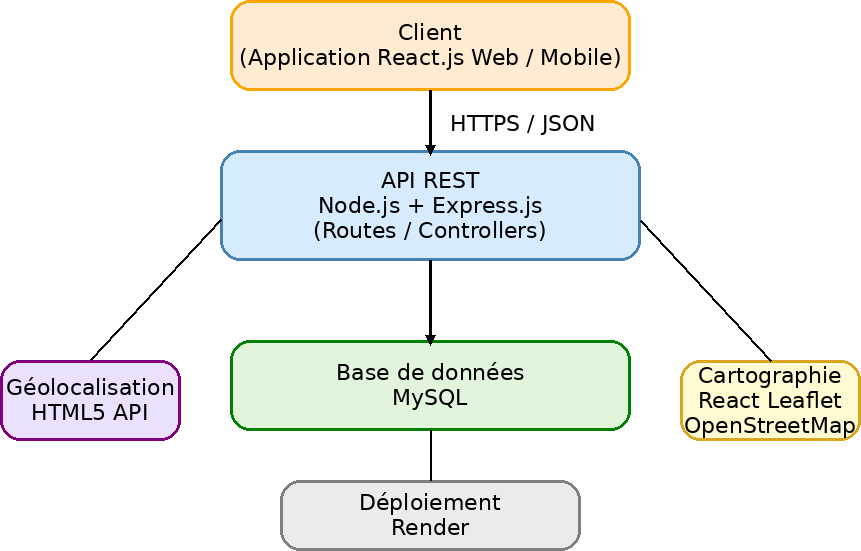 Client
(Application React.js Web / Mobile)
HTTPS / JSON
API REST
Node.js + Express.js
(Routes / Controllers)
Géolocalisation
HTML5 API
Base de données
MySQL
Cartographie
React Leaflet
OpenStreetMap
Déploiement
Render